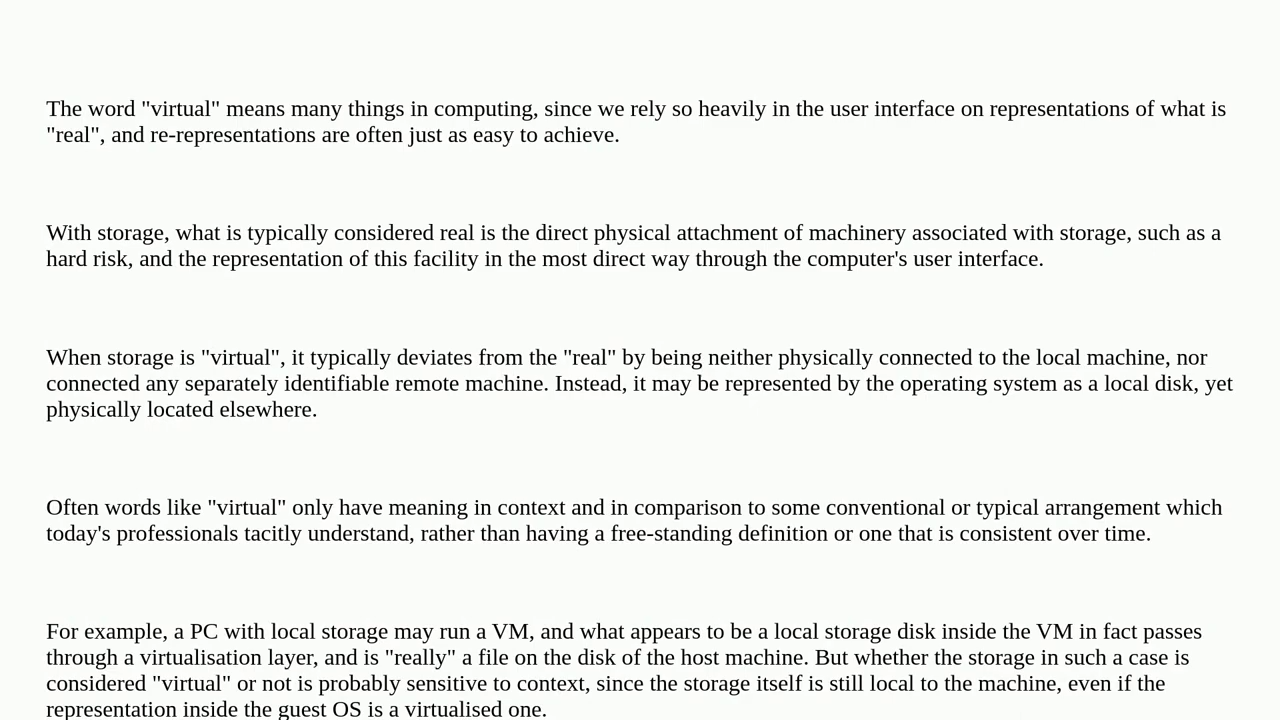 The word "virtual" means many things in computing, since we rely so heavily in the user interface on representations of what is
"real", and re-representations are often just as easy to achieve.
With storage, what is typically considered real is the direct physical attachment of machinery associated with storage, such as a
hard risk, and the representation of this facility in the most direct way through the computer's user interface.
When storage is "virtual", it typically deviates from the "real" by being neither physically connected to the local machine, nor
connected any separately identifiable remote machine. Instead, it may be represented by the operating system as a local disk, yet
physically located elsewhere.
Often words like "virtual" only have meaning in context and in comparison to some conventional or typical arrangement which
today's professionals tacitly understand, rather than having a free-standing definition or one that is consistent over time.
For example, a PC with local storage may run a VM, and what appears to be a local storage disk inside the VM in fact passes
through a virtualisation layer, and is "really" a file on the disk of the host machine. But whether the storage in such a case is
considered "virtual" or not is probably sensitive to context, since the storage itself is still local to the machine, even if the
representation inside the guest OS is a virtualised one.